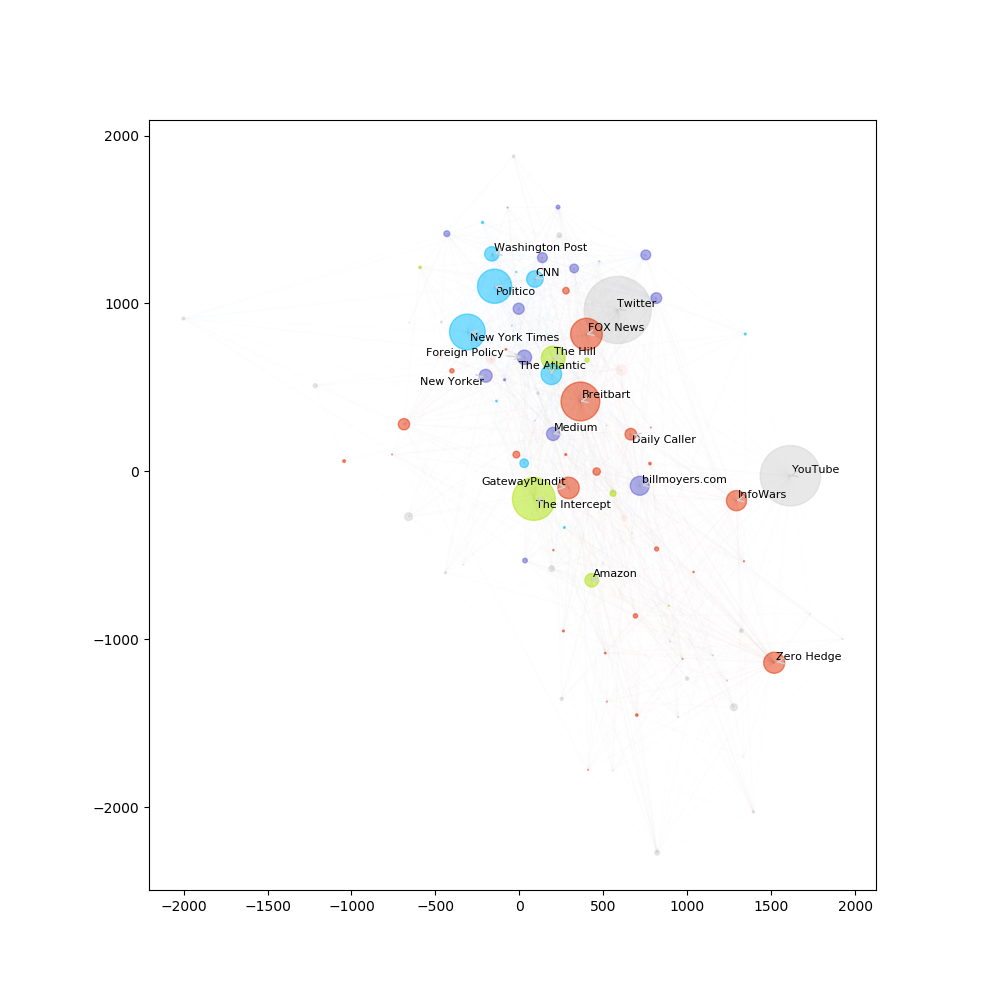 2000
1000
0
−1000
−2000
Washington Post
CNN
Politico
Twitter
FOX News
New York Times
Foreign Policy
The Hill
The Atlantic
New Yorker
Breitbart
Medium
Daily Caller
YouTube
GatewayPundit
billmoyers.com
InfoWars
The Intercept
Amazon
Zero Hedge
−2000 −1500 −1000 −500 0 500 1000 1500 2000